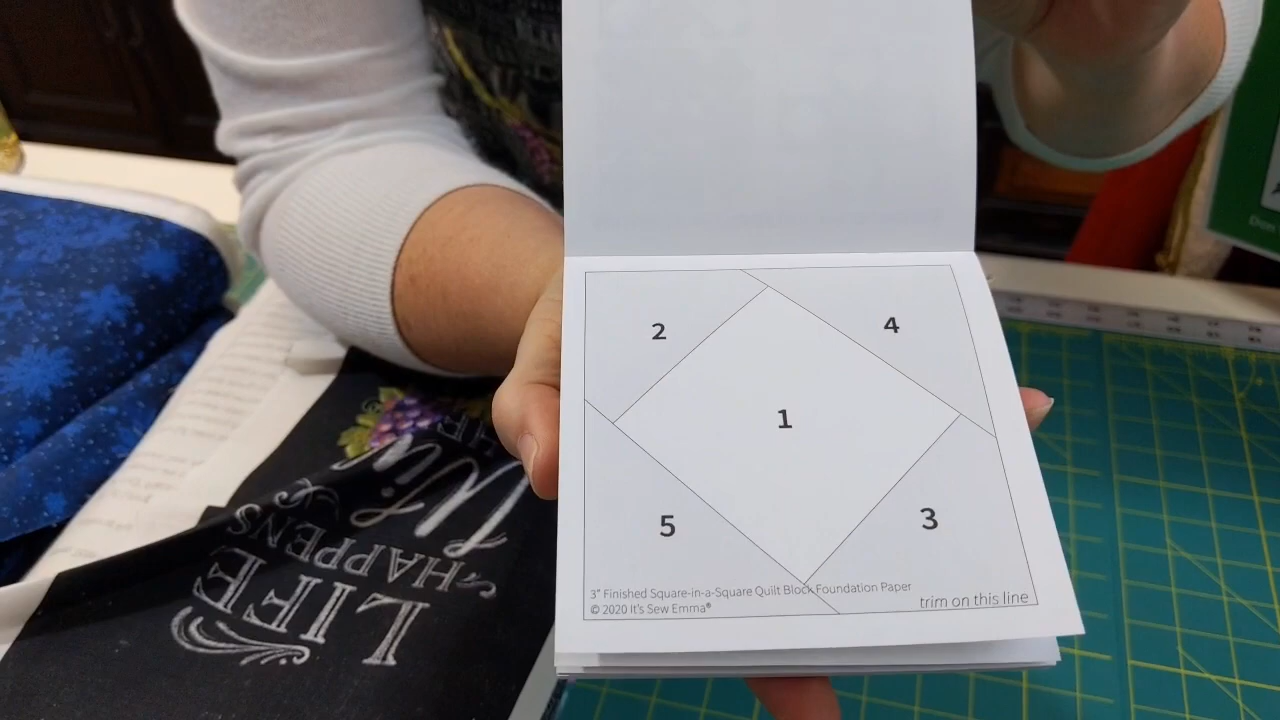 2
4
1
5
3
3" Finished Square-in-a-Square Quilt Block Foundation Paper
© 2020 It's Sew Emma®
trim on this line
LIFE
HAPPENS